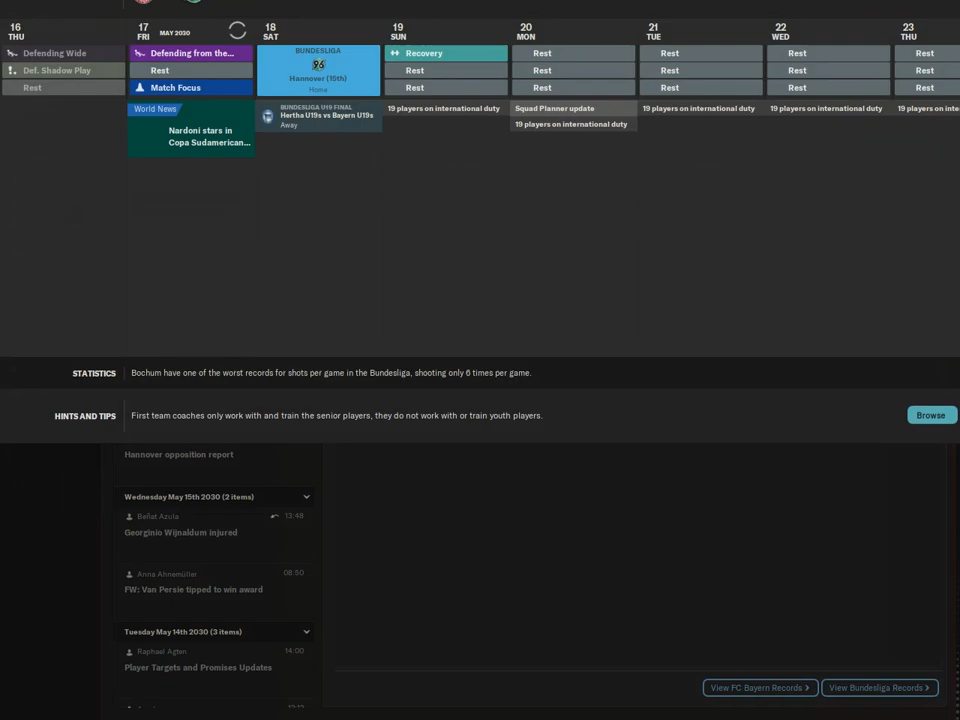 16
THU
17
FRI
MAY 2030
18
SAT
19
SUN
20
MON
21
TUE
22
WED
23
THU
Defending Wide
Def. Shadow Play
Rest
Defending from the...
Rest
Match Focus
BUNDESLIGA
96
Hannover (15th)
Home
Recovery
Rest
Rest
Rest
Rest
Rest
Rest
Rest
Rest
Rest
Rest
Rest
Rest
Rest
Rest
World News
Nardoni stars in
Copa Sudamerican...
BUNDESLIGA U19 FINAL
Hertha U19s vs Bayern U19s
Away
19 players on international duty
Squad Planner update
19 players on international duty
19 players on international duty
19 players on international duty
19 players on inte
STATISTICS
Bochum have one of the worst records for shots per game in the Bundesliga, shooting only 6 times per game.
HINTS AND TIPS
First team coaches only work with and train the senior players, they do not work with or train youth players.
Browse
Hannover opposition report
Wednesday May 15th 2030 (2 items)
Beñat Azula
13:48
Georginio Wijnaldum injured
Anna Ahnemüller
08:50
FW: Van Persie tipped to win award
Tuesday May 14th 2030 (3 items)
Raphael Agten
14:00
Player Targets and Promises Updates
View FC Bayern Records
View Bundesliga Records